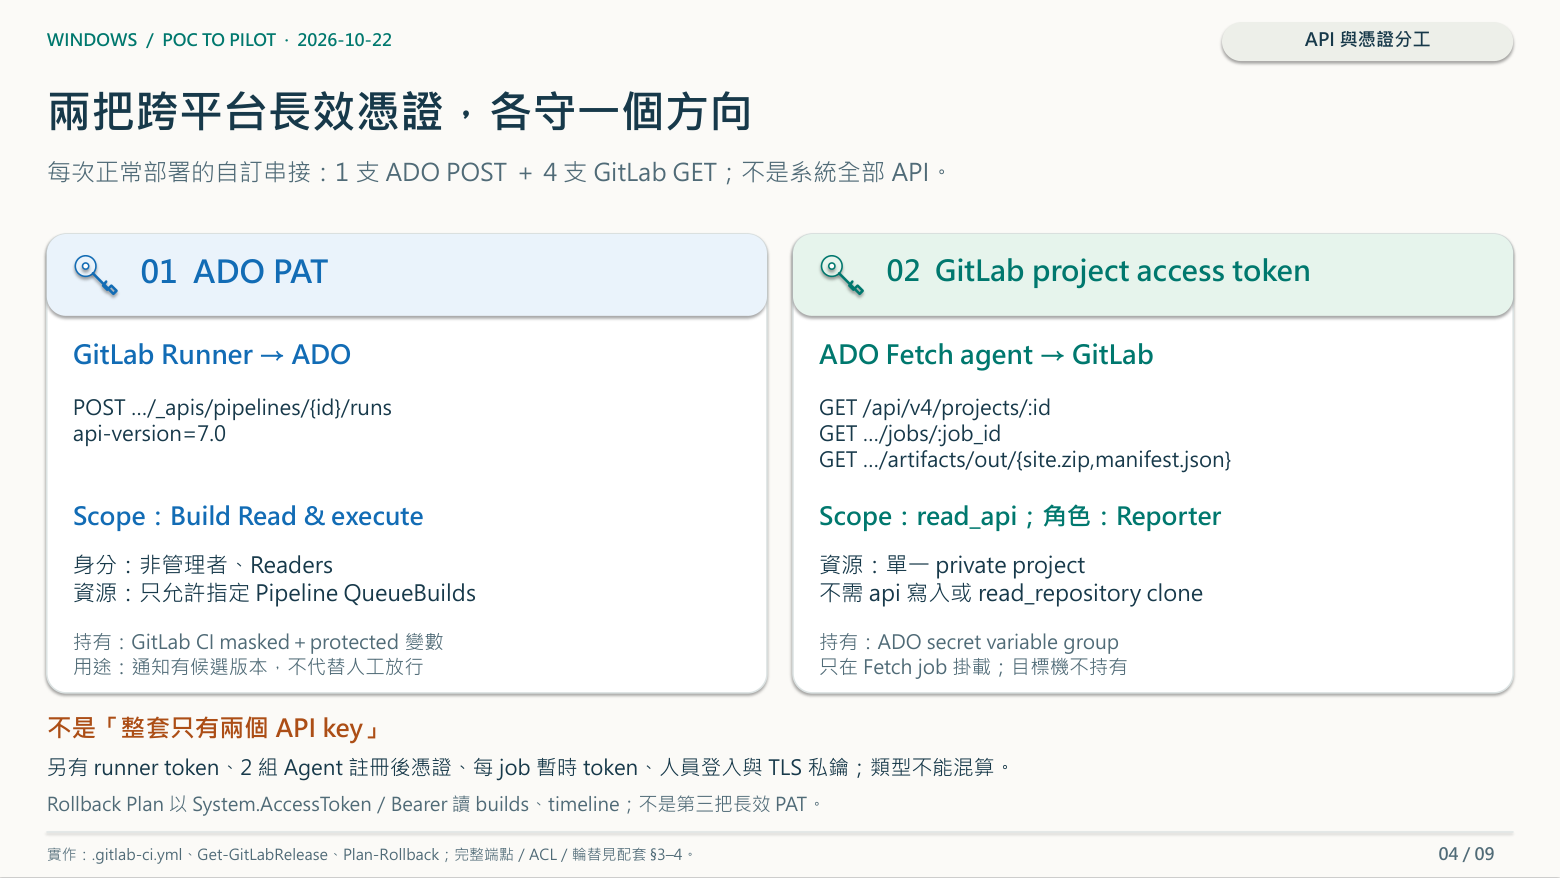 WINDOWS / POC TO PILOT · 2026-10-22
API 與憑證分工
兩把跨平台長效憑證，各守一個方向
每次正常部署的自訂串接：1 支 ADO POST + 4 支 GitLab GET；不是系統全部 API。
01 ADO PAT
GitLab Runner → ADO
POST .../_apis/pipelines/{id}/runs
api-version=7.0
Scope：Build Read & execute
身分：非管理者、Readers
資源：只允許指定 Pipeline QueueBuilds
持有：GitLab CI masked+protected 變數
用途：通知有候選版本，不代替人工放行
02 GitLab project access token
ADO Fetch agent → GitLab
GET /api/v4/projects/:id
GET .../jobs/:job_id
GET .../artifacts/out/{site.zip,manifest.json}
Scope：read_api；角色：Reporter
資源：單一 private project
不需 api 寫入或 read_repository clone
持有：ADO secret variable group
只在 Fetch job 掛載；目標機不持有
不是「整套只有兩個 API key」
另有 runner token、2 組 Agent 註冊後憑證、每 job 暫時 token、人員登入與 TLS 私鑰；類型不能混算。
Rollback Plan 以 System.AccessToken / Bearer 讀 builds、timeline；不是第三把長效 PAT。
實作：.gitlab-ci.yml、Get-GitLabRelease、Plan-Rollback；完整端點 / ACL / 輪替見配套 §3–4。
04 / 09